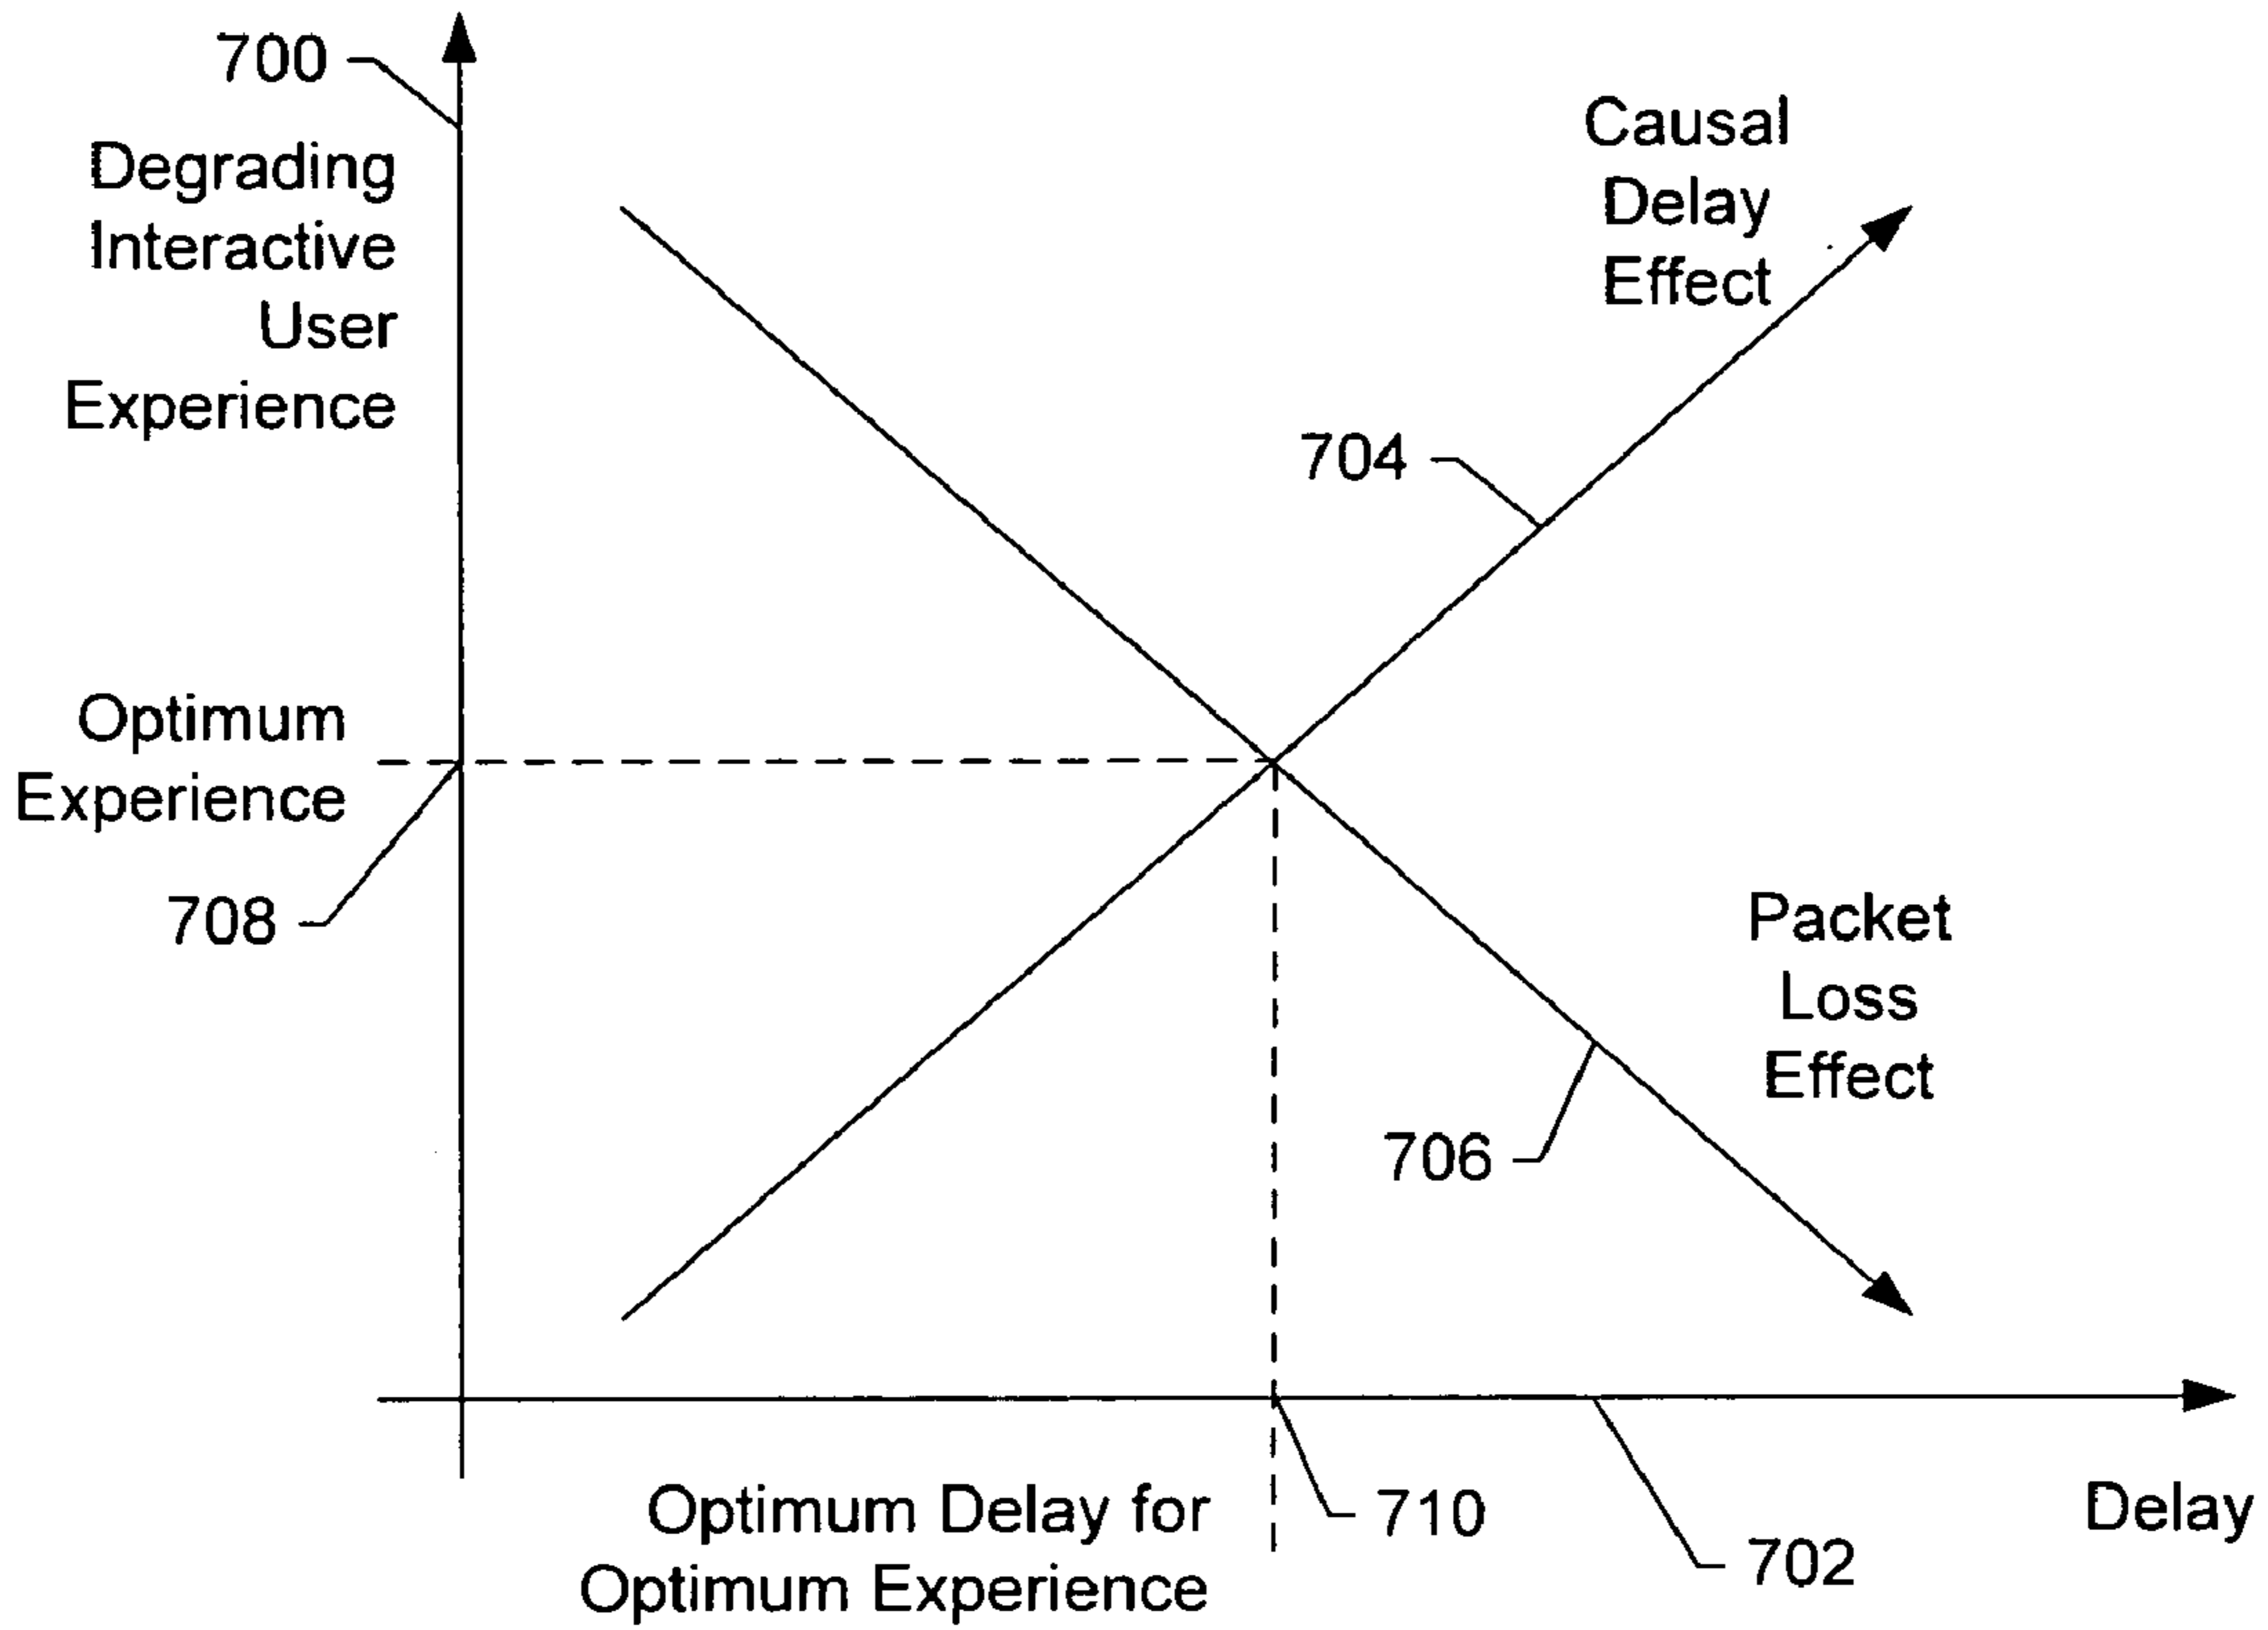 700
Degrading
Interactive
User
Experience
Causal
Delay
Effect
704
Optimum
Experience
708
Packet
Loss
Effect
706
Optimum Delay for
Optimum Experience
710
702
Delay